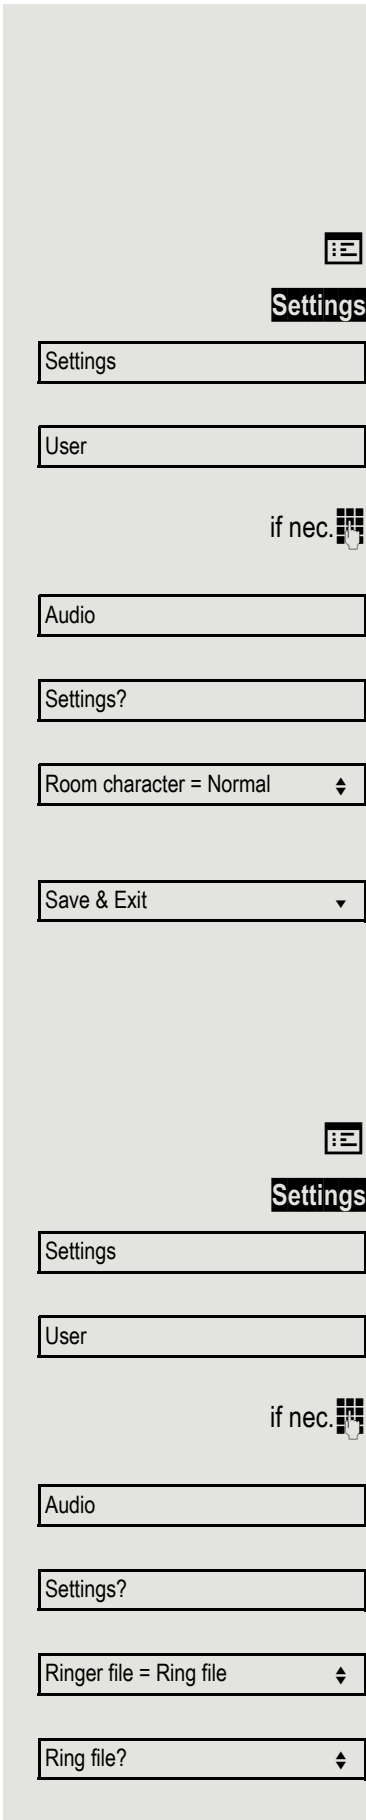 Settings
Settings
User
if nec.
Audio
Settings?
Room character = Normal
Save & Exit
Settings
Settings
User
if nec.
Audio
Settings?
Ringer file = Ring file
Ring file?